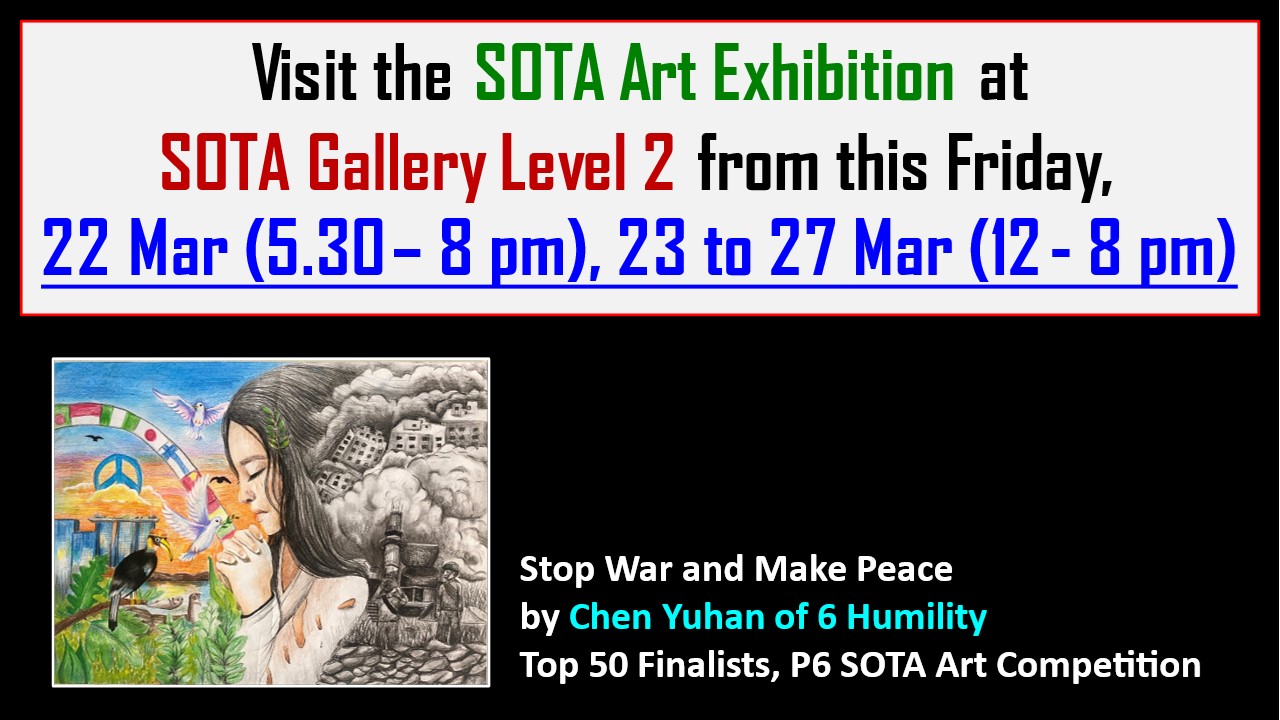 Visit the SOTA Art Exhibition at
SOTA Gallery Level 2 from this Friday,
22 Mar (5.30 – 8 pm), 23 to 27 Mar (12 - 8 pm)
Stop War and Make Peace
by Chen Yuhan of 6 Humility
Top 50 Finalists, P6 SOTA Art Competition